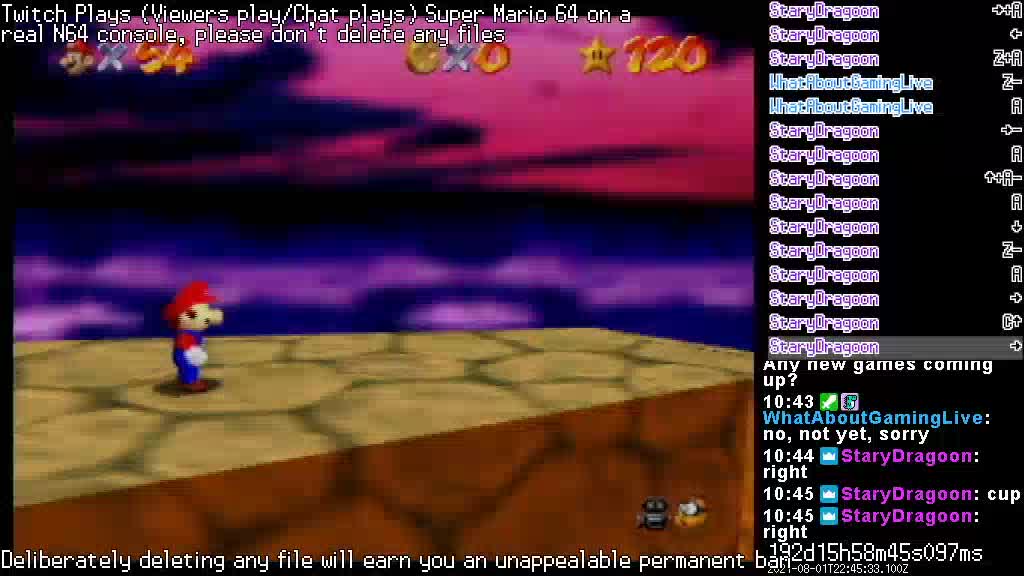 Twitch Plays (Viewers play/Chat plays) Super Mario 64 on a
real N64 console, please don't delete any files
× 54
× 0
120
StaryDragoon →+A
StaryDragoon ←
StaryDragoon Z+A
WhatAboutGamingLive Z-
WhatAboutGamingLive A
StaryDragoon →-
StaryDragoon A
StaryDragoon ↑+A-
StaryDragoon A
StaryDragoon ↓
StaryDragoon Z-
StaryDragoon A
StaryDragoon →
StaryDragoon C↑
StaryDragoon →
Any new games coming
up?
10:43
WhatAboutGamingLive:
no, not yet, sorry
10:44 StaryDragoon:
right
10:45 StaryDragoon: cup
10:45 StaryDragoon:
right
192d15h58m45s097ms
2021-08-01T22:45:33.100Z
Deliberately deleting any file will earn you an unappealable permanent ban